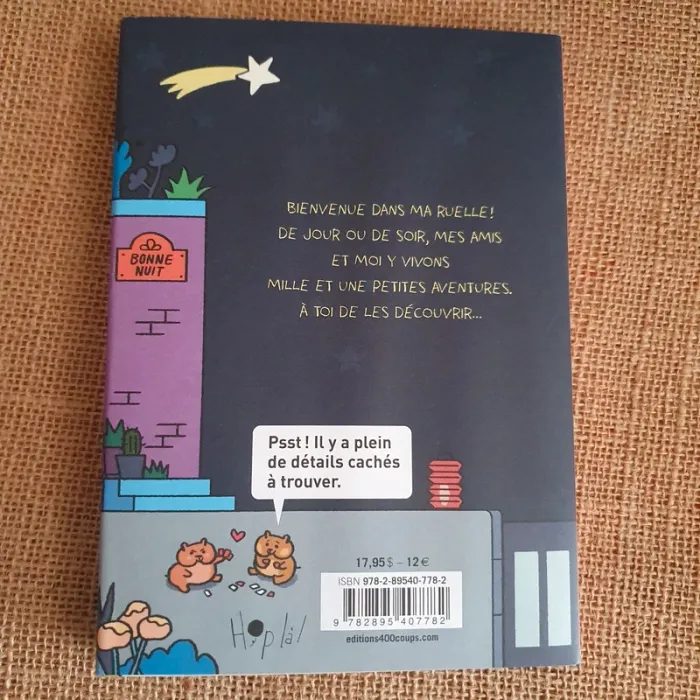 BIENVENUE DANS MA RUELLE!
DE JOUR OU DE SOIR, MES AMIS
ET MOI Y VIVONS
MILLE ET UNE PETITES AVENTURES.
À TOI DE LES DÉCOUVRIR...
BONNE
NUIT
Psst! Il y a plein
de détails cachés
à trouver.
17,95$ – 12€
ISBN 978-2-89540-778-2
9 782895 407782
editions400coups.com
Hop là!